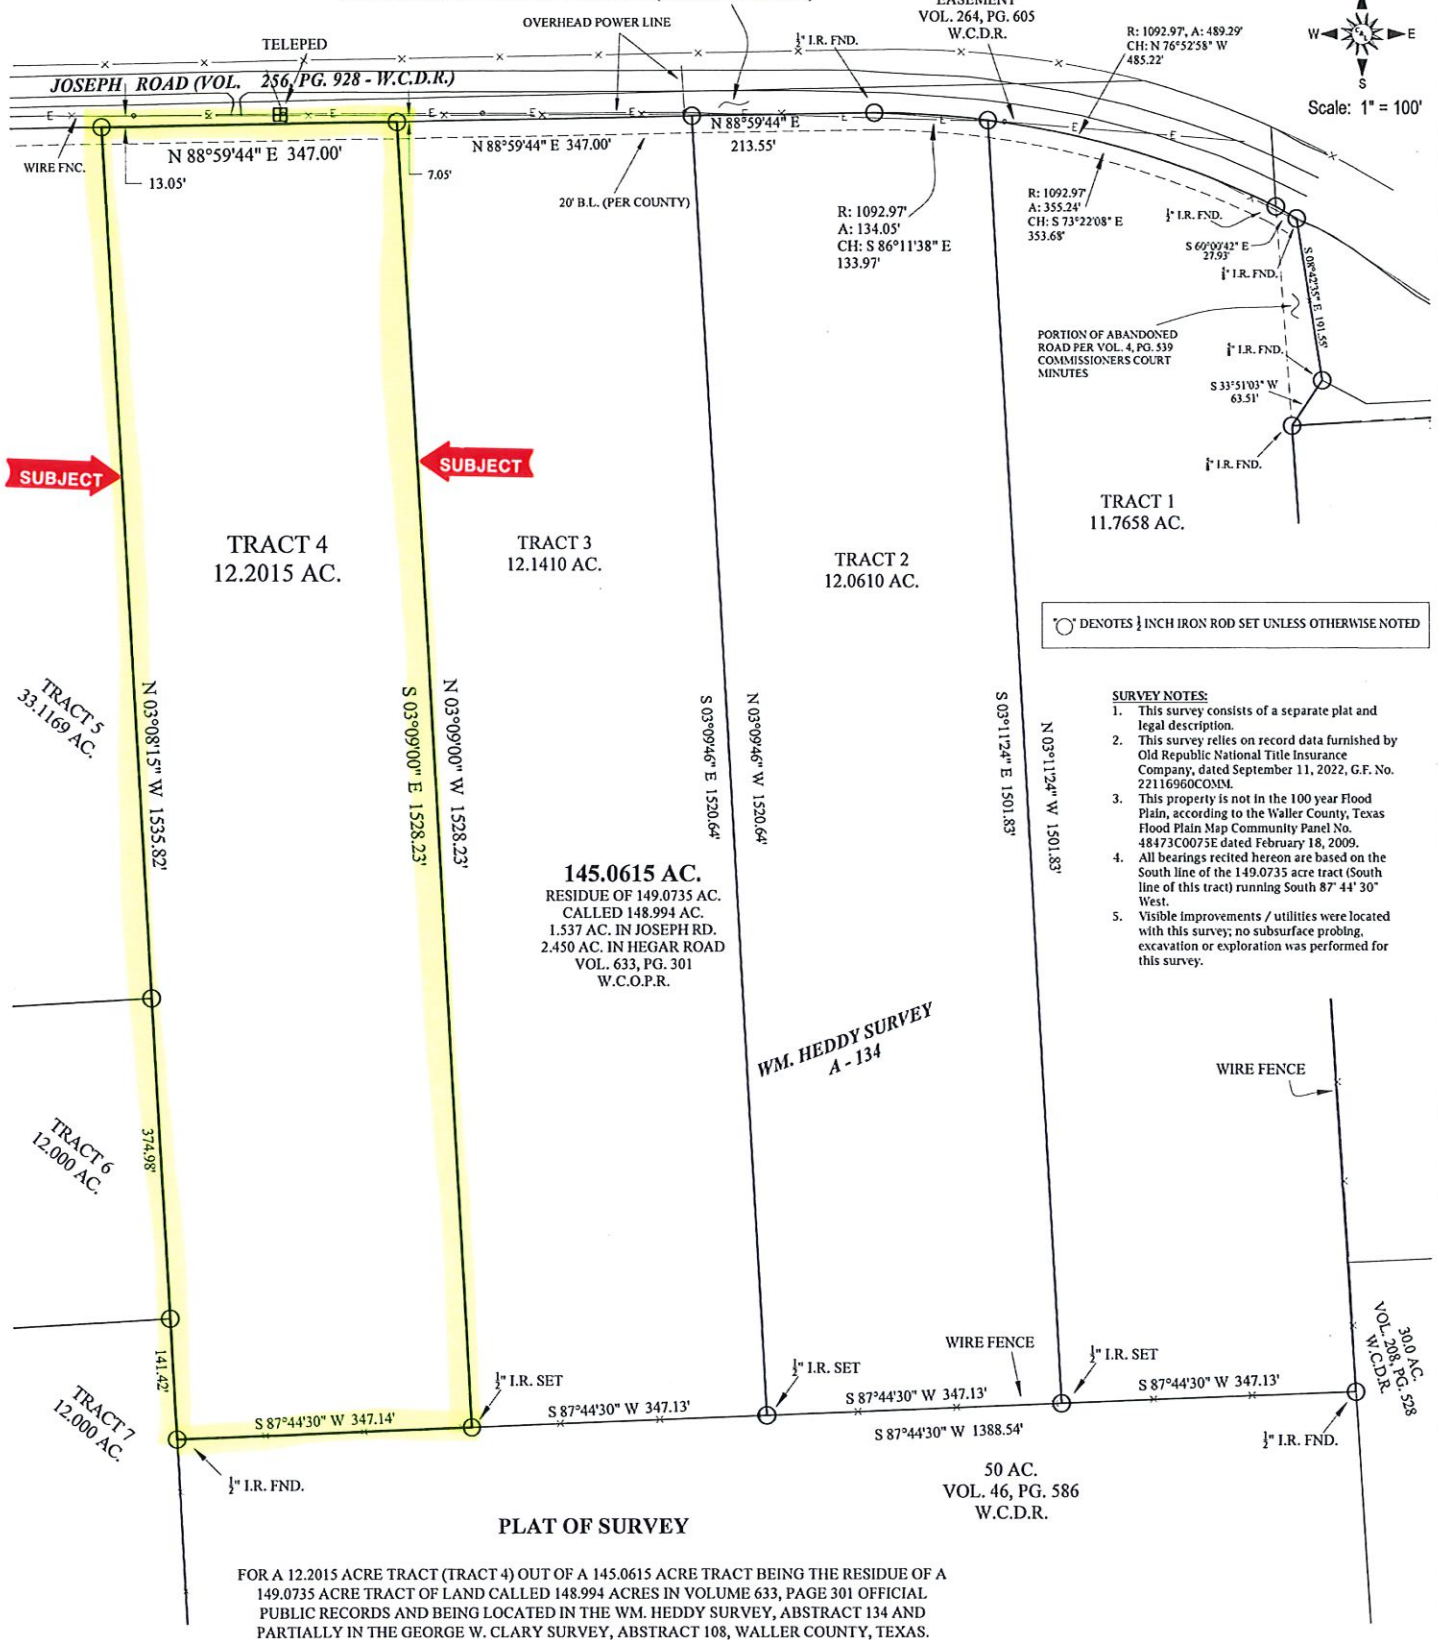 EASEMENT
VOL. 264, PG. 605
W.C.D.R.
OVERHEAD POWER LINE
TELEPED
½" I.R. FND.
R: 1092.97', A: 489.29'
CH: N 76°52'58" W
485.22'
W E
S
Scale: 1" = 100'
JOSEPH ROAD (VOL. 256, PG. 928 - W.C.D.R.)
WIRE FNC.
N 88°59'44" E 347.00'
13.05'
7.05'
N 88°59'44" E 347.00'
N 88°59'44" E
213.55'
20' B.L. (PER COUNTY)
R: 1092.97'
A: 134.05'
CH: S 86°11'38" E
133.97'
R: 1092.97'
A: 355.24'
CH: S 73°22'08" E
353.68'
½" I.R. FND.
S 60°00'42" E
27.93'
I.R. FND.
S 08°42'35" E 191.55'
PORTION OF ABANDONED
ROAD PER VOL. 4, PG. 539
COMMISSIONERS COURT
MINUTES
I.R. FND.
S 33°51'03" W
63.51'
I.R. FND.
SUBJECT
SUBJECT
TRACT 1
11.7658 AC.
TRACT 4
12.2015 AC.
TRACT 3
12.1410 AC.
TRACT 2
12.0610 AC.
"○" DENOTES ½ INCH IRON ROD SET UNLESS OTHERWISE NOTED
TRACT 5
33.1169 AC.
N 03°08'15" W 1535.82'
S 03°09'00" E 1528.23'
N 03°09'00" W 1528.23'
S 03°09'46" E 1520.64'
N 03°09'46" W 1520.64'
S 03°11'24" E 1501.83'
N 03°11'24" W 1501.83'
SURVEY NOTES:
1. This survey consists of a separate plat and
legal description.
2. This survey relies on record data furnished by
Old Republic National Title Insurance
Company, dated September 11, 2022, G.F. No.
22116960COMM.
3. This property is not in the 100 year Flood
Plain, according to the Waller County, Texas
Flood Plain Map Community Panel No.
48473C0075E dated February 18, 2009.
4. All bearings recited hereon are based on the
South line of the 149.0735 acre tract (South
line of this tract) running South 87° 44' 30"
West.
5. Visible improvements / utilities were located
with this survey; no subsurface probing,
excavation or exploration was performed for
this survey.
145.0615 AC.
RESIDUE OF 149.0735 AC.
CALLED 148.994 AC.
1.537 AC. IN JOSEPH RD.
2.450 AC. IN HEGAR ROAD
VOL. 633, PG. 301
W.C.O.P.R.
WM. HEDDY SURVEY
A - 134
WIRE FENCE
TRACT 6
12.000 AC.
374.98'
141.42'
TRACT 7
12.000 AC.
½" I.R. SET
½" I.R. SET
WIRE FENCE
½" I.R. SET
30.0 AC.
VOL. 208, PG. 528
W.C.D.R.
S 87°44'30" W 347.14'
S 87°44'30" W 347.13'
S 87°44'30" W 347.13'
S 87°44'30" W 347.13'
S 87°44'30" W 1388.54'
½" I.R. FND.
½" I.R. FND.
50 AC.
VOL. 46, PG. 586
W.C.D.R.
PLAT OF SURVEY
FOR A 12.2015 ACRE TRACT (TRACT 4) OUT OF A 145.0615 ACRE TRACT BEING THE RESIDUE OF A
149.0735 ACRE TRACT OF LAND CALLED 148.994 ACRES IN VOLUME 633, PAGE 301 OFFICIAL
PUBLIC RECORDS AND BEING LOCATED IN THE WM. HEDDY SURVEY, ABSTRACT 134 AND
PARTIALLY IN THE GEORGE W. CLARY SURVEY, ABSTRACT 108, WALLER COUNTY, TEXAS.